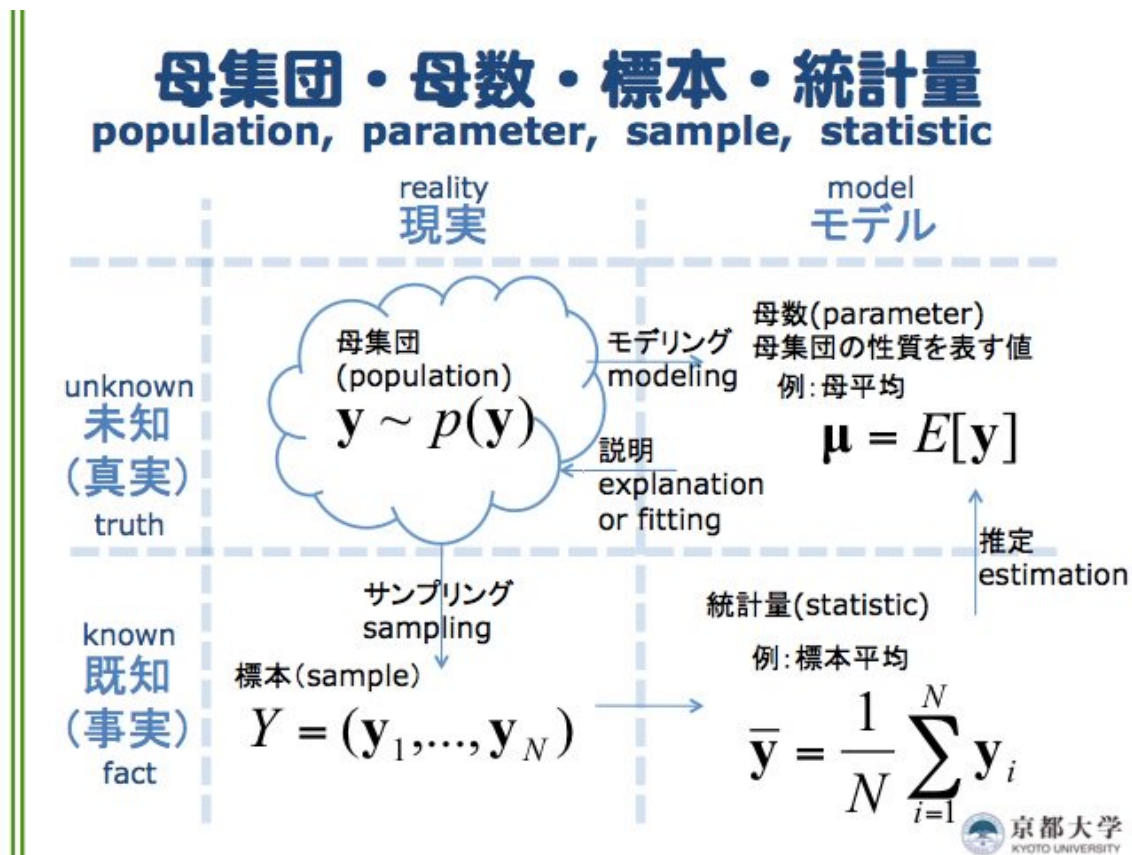 母集団・母数・標本・統計量
population, parameter, sample, statistic
reality
現実
model
モデル
unknown
未知
(真実)
truth
母集団
(population)
y ~ p(y)
モデリング
modeling
説明
explanation
or fitting
母数(parameter)
母集団の性質を表す値
例:母平均
μ = E[y]
推定
estimation
サンプリング
sampling
known
既知
(事実)
fact
標本(sample)
Y = (y₁,..., y_N)
統計量(statistic)
例:標本平均
ȳ = 1/N ∑_{i=1}^{N} y_i
京都大学
KYOTO UNIVERSITY